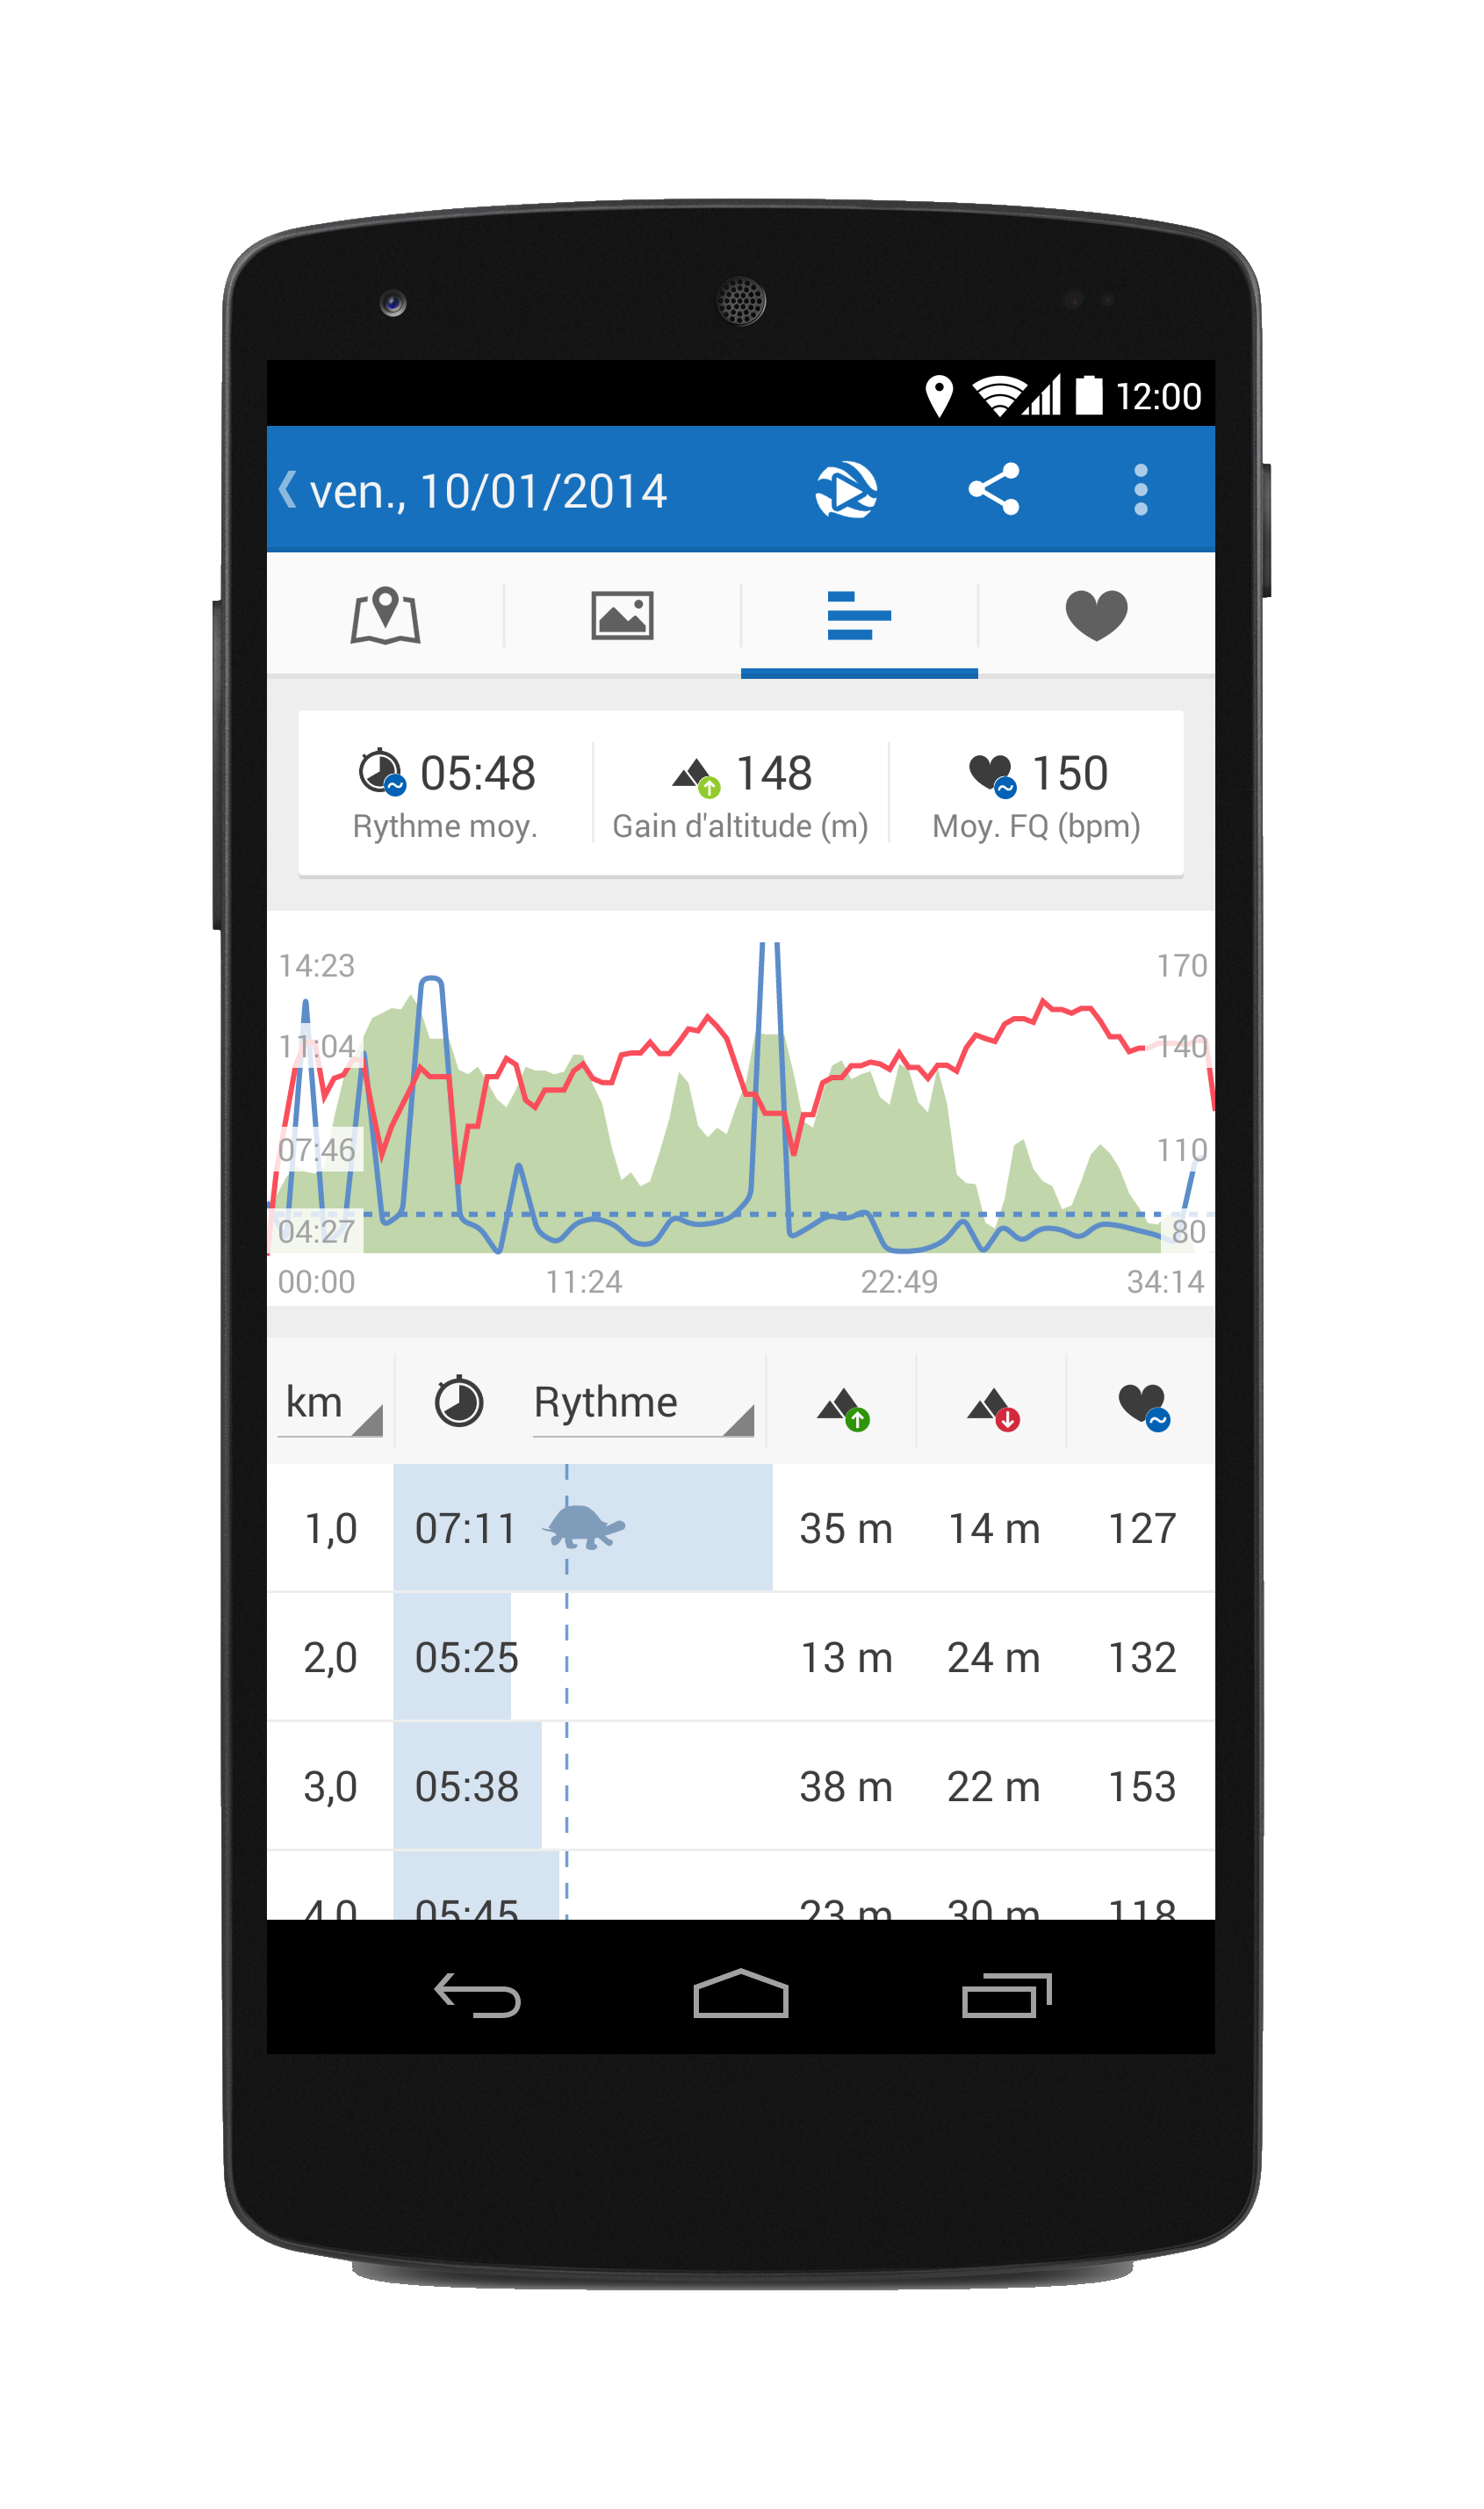 12:00
ven., 10/01/2014
05:48 148 150
Rythme moy. Gain d'altitude (m) Moy. FQ (bpm)
14:23 170
11:04 140
07:46 110
04:27 80
00:00 11:24 22:49 34:14
km Rythme
1,0 07:11 35 m 14 m 127
2,0 05:25 13 m 24 m 132
3,0 05:38 38 m 22 m 153
4,0 05:45 23 m 30 m 118